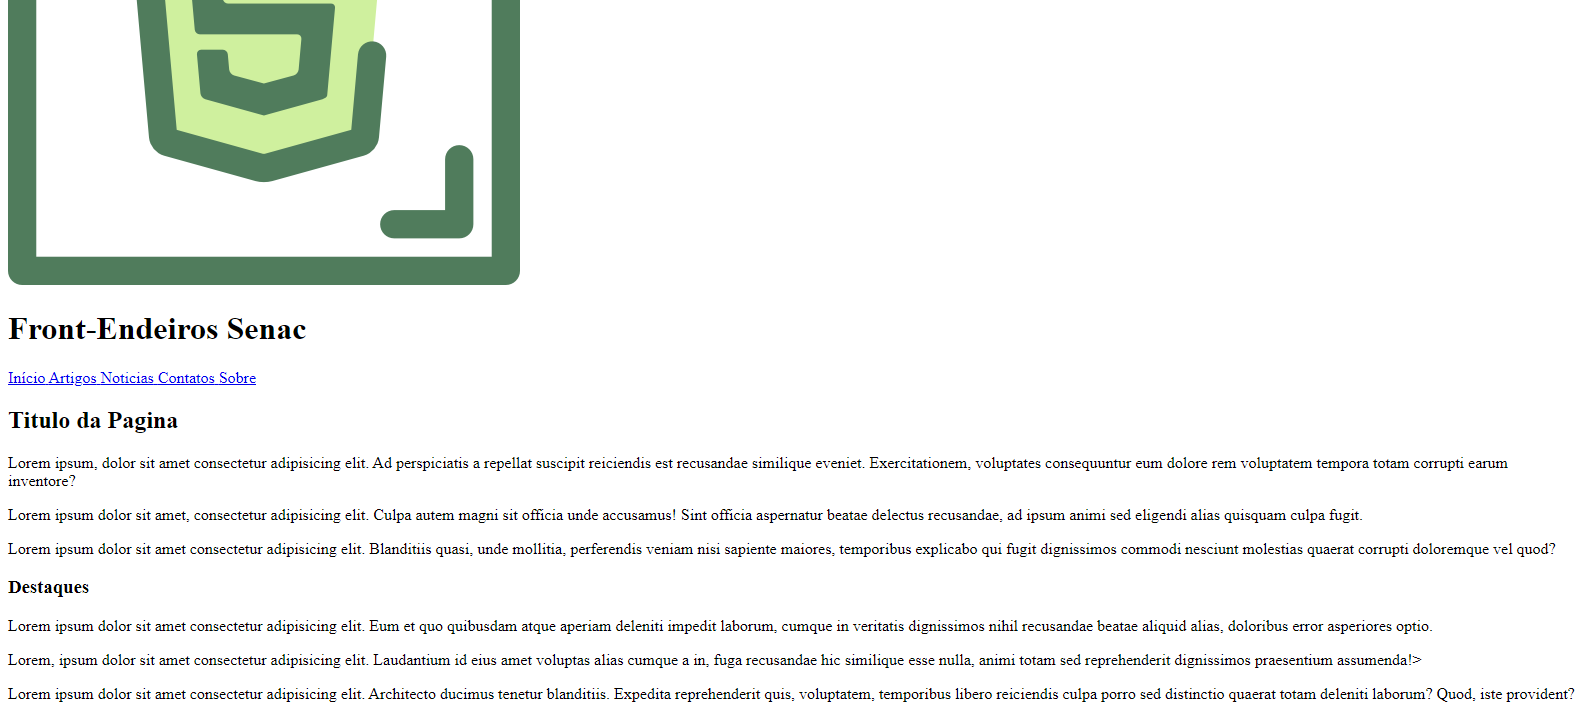 Front-Endeiros Senac
Início Artigos Noticias Contatos Sobre
Titulo da Pagina
Lorem ipsum, dolor sit amet consectetur adipisicing elit. Ad perspiciatis a repellat suscipit reiciendis est recusandae similique eveniet. Exercitationem, voluptates consequuntur eum dolore rem voluptatem tempora totam corrupti earum
inventore?
Lorem ipsum dolor sit amet, consectetur adipisicing elit. Culpa autem magni sit officia unde accusamus! Sint officia aspernatur beatae delectus recusandae, ad ipsum animi sed eligendi alias quisquam culpa fugit.
Lorem ipsum dolor sit amet consectetur adipisicing elit. Blanditiis quasi, unde mollitia, perferendis veniam nisi sapiente maiores, temporibus explicabo qui fugit dignissimos commodi nesciunt molestias quaerat corrupti doloremque vel quod?
Destaques
Lorem ipsum dolor sit amet consectetur adipisicing elit. Eum et quo quibusdam atque aperiam deleniti impedit laborum, cumque in veritatis dignissimos nihil recusandae beatae aliquid alias, doloribus error asperiores optio.
Lorem, ipsum dolor sit amet consectetur adipisicing elit. Laudantium id eius amet voluptas alias cumque a in, fuga recusandae hic similique esse nulla, animi totam sed reprehenderit dignissimos praesentium assumenda!>
Lorem ipsum dolor sit amet consectetur adipisicing elit. Architecto ducimus tenetur blanditiis. Expedita reprehenderit quis, voluptatem, temporibus libero reiciendis culpa porro sed distinctio quaerat totam deleniti laborum? Quod, iste provident?